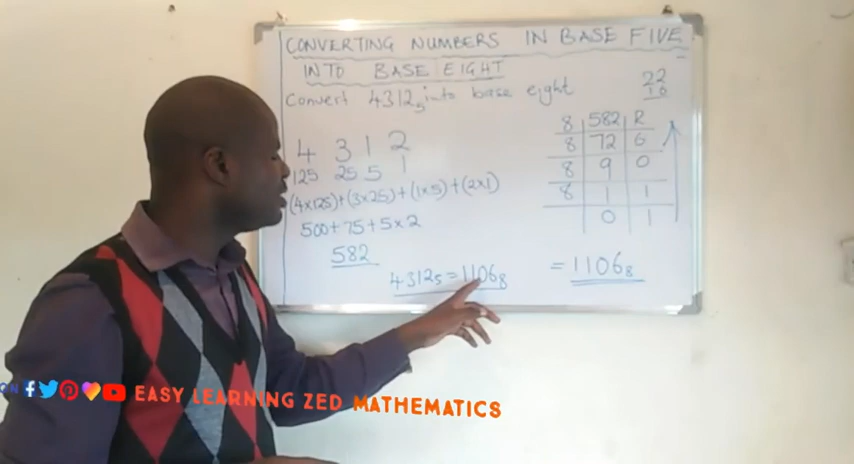 CONVERTING NUMBERS IN BASE FIVE
INTO BASE EIGHT
Convert 4312₅ into base eight
4 3 1 2
125 25 5 1
(4×125)+(3×25)+(1×5)+(2×1)
500+75+5×2
582
4312₅=1106₈
22
16
8 582 R
8 72 6
8 9 0
8 1 1
0 1
=1106₈
ON
EASY LEARNING ZED MATHEMATICS